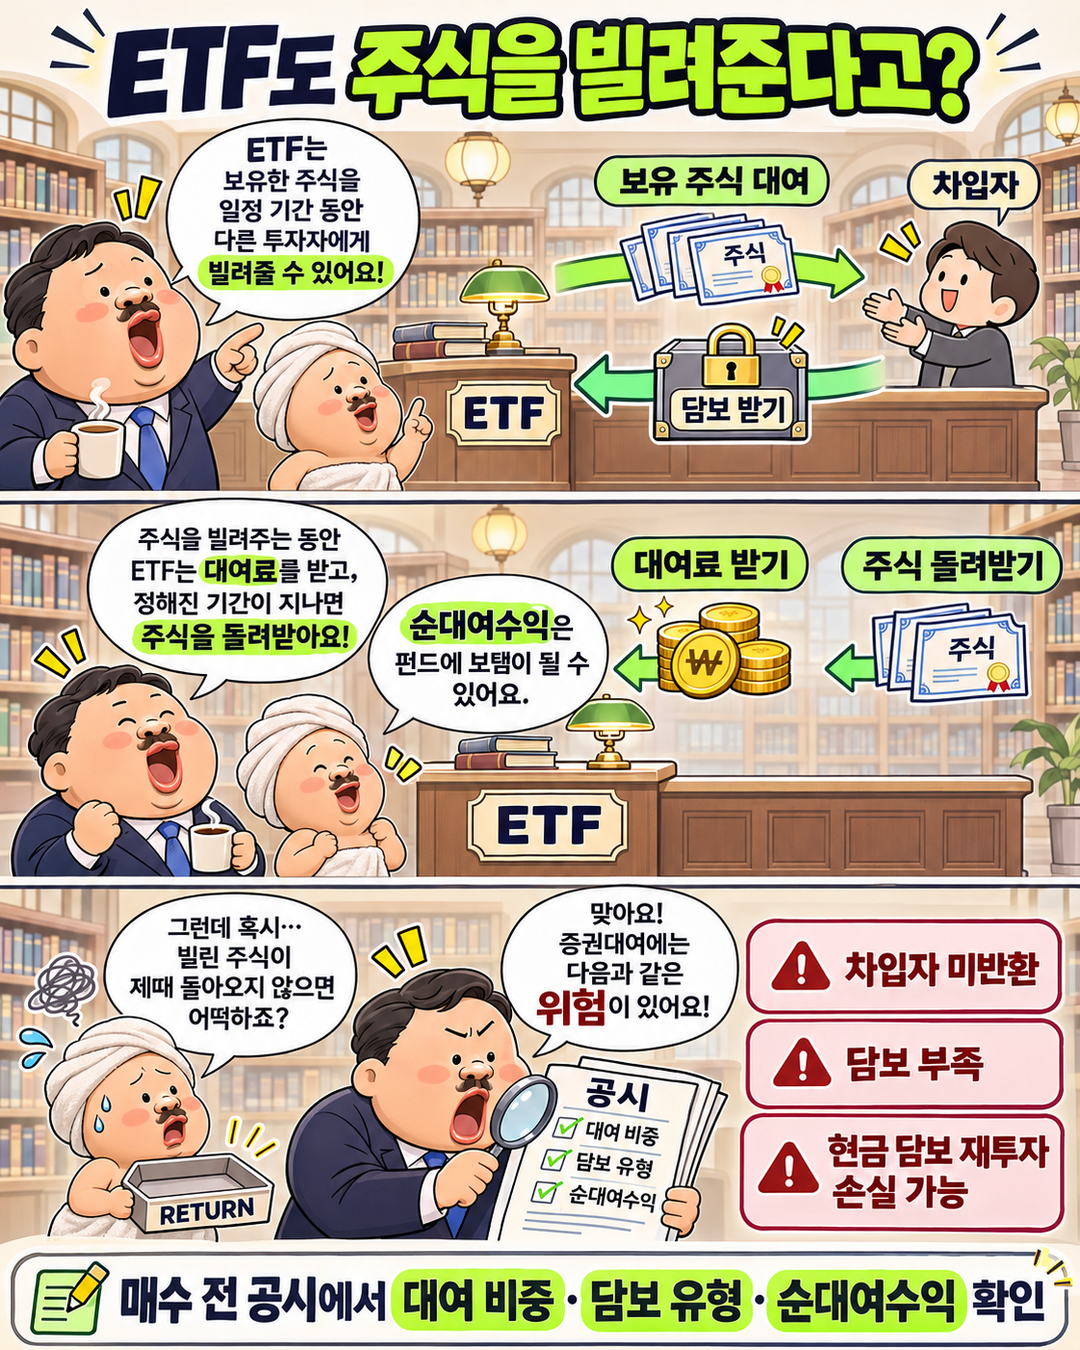 ETF도 주식을 빌려준다고?
ETF는
보유한 주식을
일정 기간 동안
다른 투자자에게
빌려줄 수 있어요!
보유 주식 대여
차입자
주식
담보 받기
ETF
주식을 빌려주는 동안
ETF는 대여료를 받고,
정해진 기간이 지나면
주식을 돌려받아요!
순대여수익은
펀드에 보탬이 될 수
있어요.
대여료 받기
주식 돌려받기
₩
주식
ETF
그런데 혹시…
빌린 주식이
제때 돌아오지 않으면
어떡하죠?
RETURN
맞아요!
증권대여에는
다음과 같은
위험이 있어요!
공시
대여 비중
담보 유형
순대여수익
차입자 미반환
담보 부족
현금 담보 재투자
손실 가능
매수 전 공시에서 대여 비중 · 담보 유형 · 순대여수익 확인